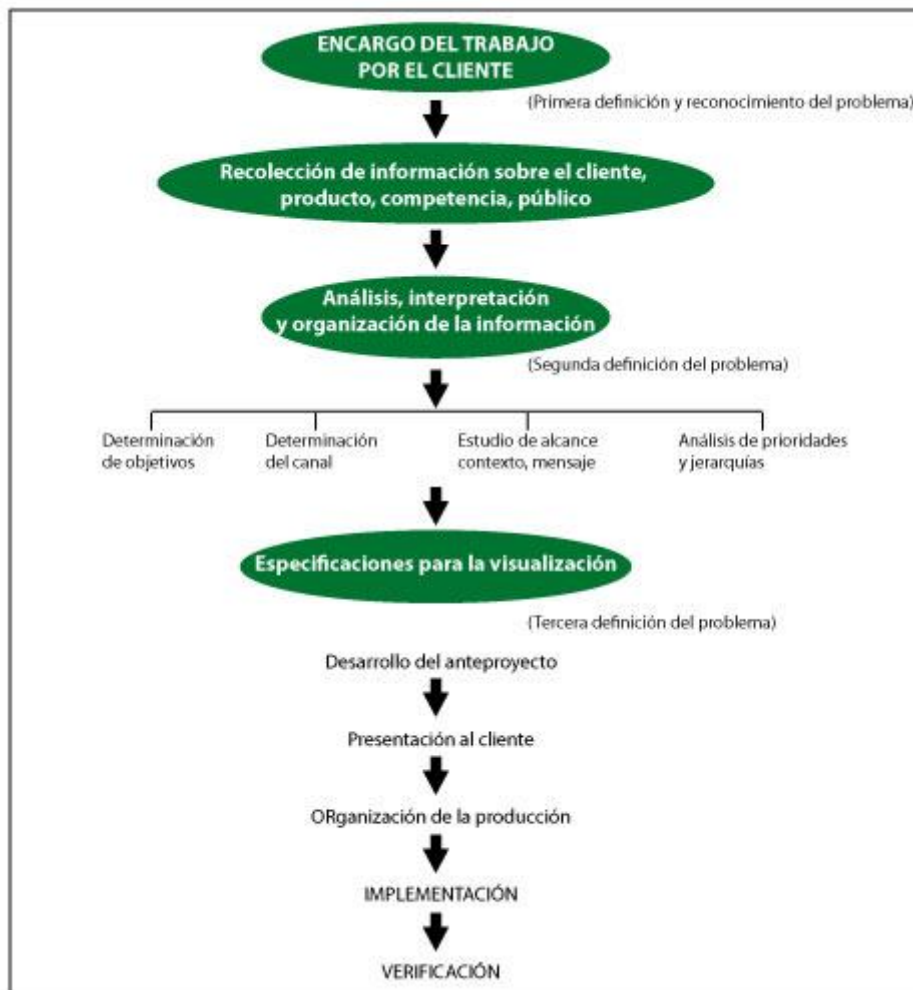 ENCARGO DEL TRABAJO
POR EL CLIENTE
(Primera definición y reconocimiento del problema)
Recolección de información sobre el cliente,
producto, competencia, público
Análisis, interpretación
y organización de la información
(Segunda definición del problema)
Determinación
de objetivos
Determinación
del canal
Estudio de alcance
contexto, mensaje
Análisis de prioridades
y jerarquías
Especificaciones para la visualización
(Tercera definición del problema)
Desarrollo del anteproyecto
Presentación al cliente
ORganización de la producción
IMPLEMENTACIÓN
VERIFICACIÓN